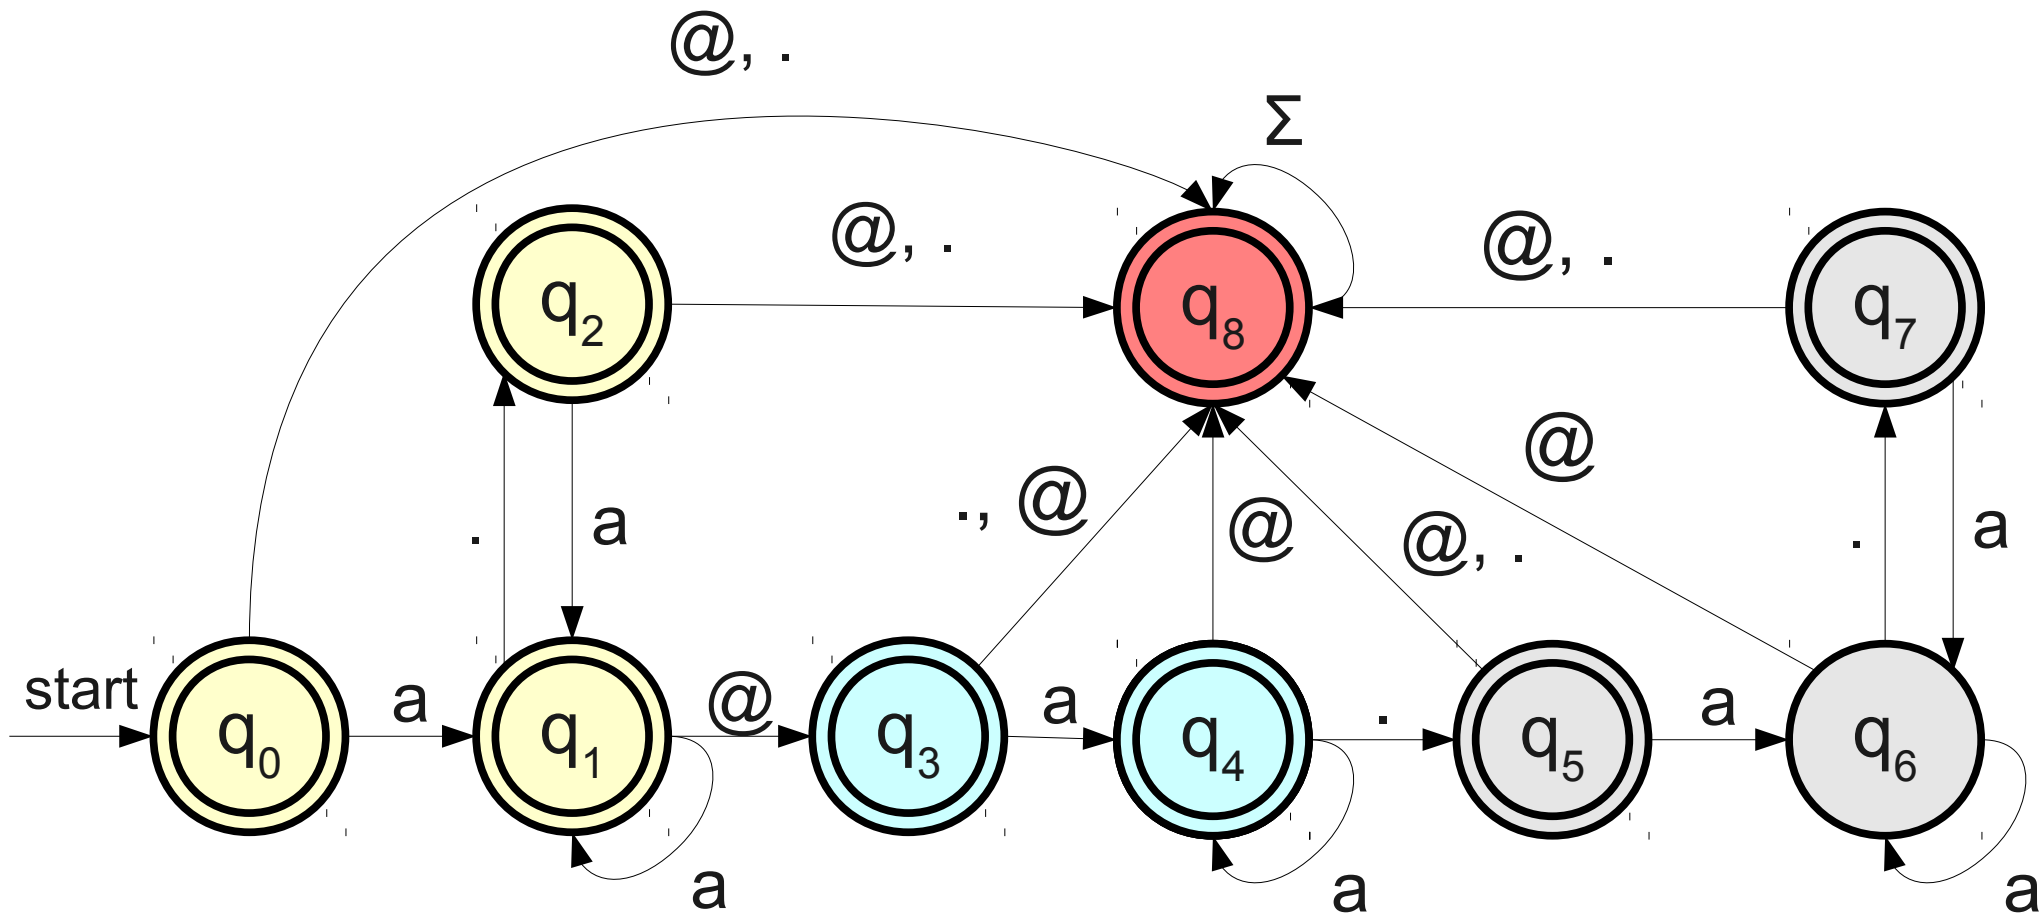 @, .
Σ
@, .
@, .
q2
q8
q7
@
., @
@
@, .
.
a
.
a
start
a
@
a
.
a
q0
q1
q3
q4
q5
q6
a
a
a